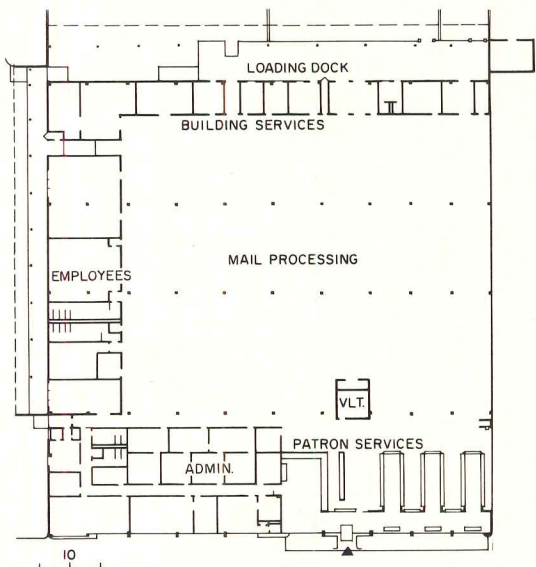 LOADING DOCK
BUILDING SERVICES
MAIL PROCESSING
EMPLOYEES
VLT.
PATRON SERVICES
ADMIN.
10